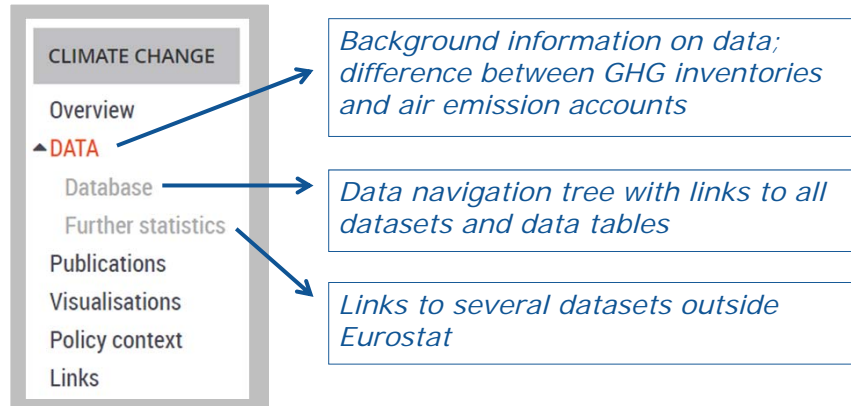 CLIMATE CHANGE
Overview
DATA
Database
Further statistics
Publications
Visualisations
Policy context
Links
Background information on data;
difference between GHG inventories
and air emission accounts
Data navigation tree with links to all
datasets and data tables
Links to several datasets outside
Eurostat